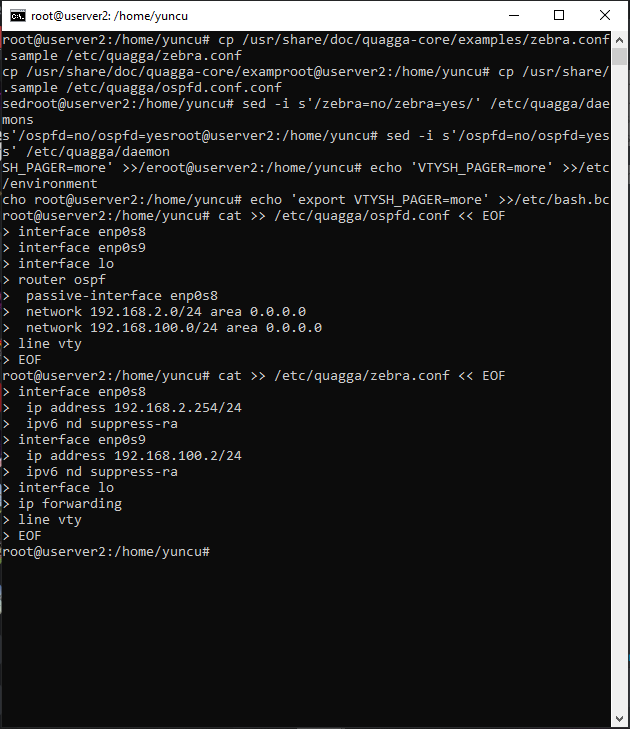 root@userver2: /home/yuncu
root@userver2:/home/yuncu# cp /usr/share/doc/quagga-core/examples/zebra.conf
.sample /etc/quagga/zebra.conf
cp /usr/share/doc/quagga-core/examproot@userver2:/home/yuncu# cp /usr/share/
.sample /etc/quagga/ospfd.conf.conf
sedroot@userver2:/home/yuncu# sed -i s'/zebra=no/zebra=yes/' /etc/quagga/dae
mons
s'/ospfd=no/ospfd=yesroot@userver2:/home/yuncu# sed -i s'/ospfd=no/ospfd=yes
s' /etc/quagga/daemon
SH_PAGER=more' >>/eroot@userver2:/home/yuncu# echo 'VTYSH_PAGER=more' >>/etc
/environment
cho root@userver2:/home/yuncu# echo 'export VTYSH_PAGER=more' >>/etc/bash.bc
root@userver2:/home/yuncu# cat >> /etc/quagga/ospfd.conf << EOF
> interface enp0s8
> interface enp0s9
> interface lo
> router ospf
>  passive-interface enp0s8
>  network 192.168.2.0/24 area 0.0.0.0
>  network 192.168.100.0/24 area 0.0.0.0
> line vty
> EOF
root@userver2:/home/yuncu# cat >> /etc/quagga/zebra.conf << EOF
> interface enp0s8
>  ip address 192.168.2.254/24
>  ipv6 nd suppress-ra
> interface enp0s9
>  ip address 192.168.100.2/24
>  ipv6 nd suppress-ra
> interface lo
> ip forwarding
> line vty
> EOF
root@userver2:/home/yuncu#